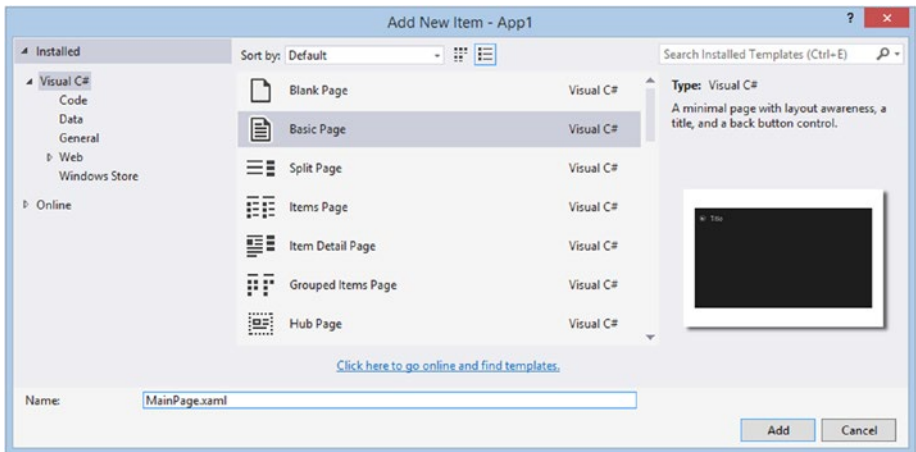 Add New Item - App1
?
Installed
Sort by: Default
Search Installed Templates (Ctrl+E)
Visual C#
Code
Data
General
Web
Windows Store
Online
Blank Page Visual C#
Basic Page Visual C#
Split Page Visual C#
Items Page Visual C#
Item Detail Page Visual C#
Grouped Items Page Visual C#
Hub Page Visual C#
Type: Visual C#
A minimal page with layout awareness, a
title, and a back button control.
Title
Click here to go online and find templates.
Name: MainPage.xaml
Add Cancel